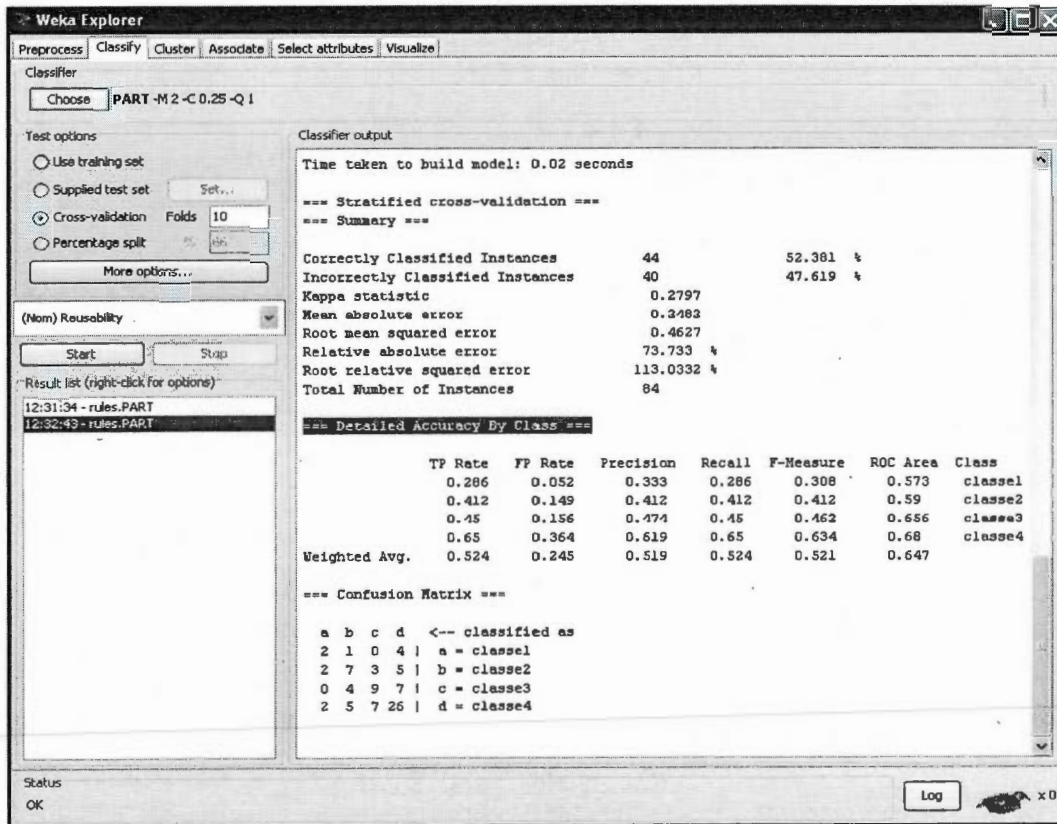 Weka Explorer
Preprocess Classify Cluster Associate Select attributes Visualize
Classifier
Choose PART -M 2 -C 0.25 -Q 1
Test options
Use training set
Supplied test set Set...
Cross-validation Folds 10
Percentage split % 66
More options...
(Nom) Reusability
Start Stop
Result list (right-click for options)
12:31:34 - rules.PART
12:32:43 - rules.PART
Classifier output
Time taken to build model: 0.02 seconds
=== Stratified cross-validation ===
=== Summary ===
Correctly Classified Instances 44 52.381 %
Incorrectly Classified Instances 40 47.619 %
Kappa statistic 0.2797
Mean absolute error 0.2482
Root mean squared error 0.4627
Relative absolute error 73.733 %
Root relative squared error 113.0332 %
Total Number of Instances 84
=== Detailed Accuracy By Class ===
TP Rate FP Rate Precision Recall F-Measure ROC Area Class
0.286 0.052 0.333 0.286 0.308 0.573 classe1
0.412 0.149 0.412 0.412 0.412 0.59 classe2
0.45 0.156 0.474 0.45 0.462 0.656 classe3
0.65 0.364 0.619 0.65 0.634 0.68 classe4
Weighted Avg. 0.524 0.245 0.519 0.524 0.521 0.647
=== Confusion Matrix ===
a b c d <-- classified as
2 1 0 4 | a = classe1
2 7 3 5 | b = classe2
0 4 9 7 | c = classe3
2 5 7 26 | d = classe4
Status
OK
Log
x 0